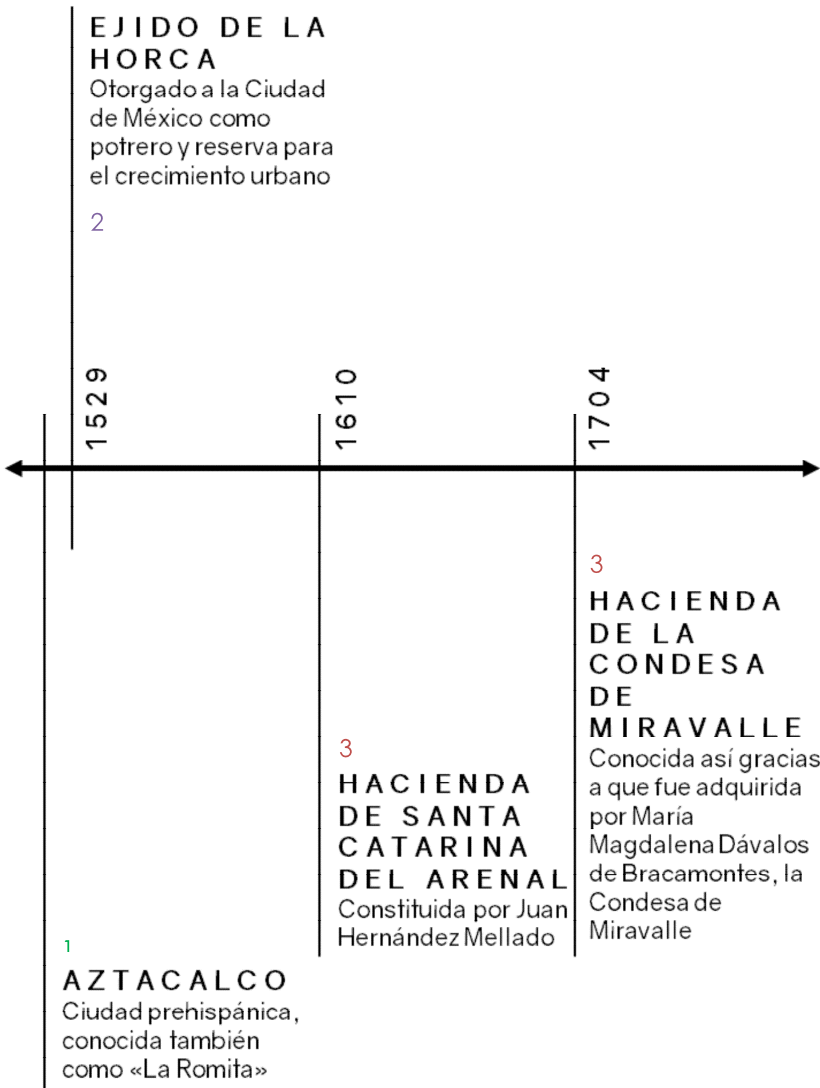 EJIDO DE LA
HORCA
Otorgado a la Ciudad
de México como
potrero y reserva para
el crecimiento urbano
2
1529
1610
1704
3
HACIENDA
DE LA
CONDESA
DE
MIRAVALLE
Conocida así gracias
a que fue adquirida
por María
Magdalena Dávalos
de Bracamontes, la
Condesa de
Miravalle
3
HACIENDA
DE SANTA
CATARINA
DEL ARENAL
Constituida por Juan
Hernández Mellado
1
AZTACALCO
Ciudad prehispánica,
conocida también
como «La Romita»